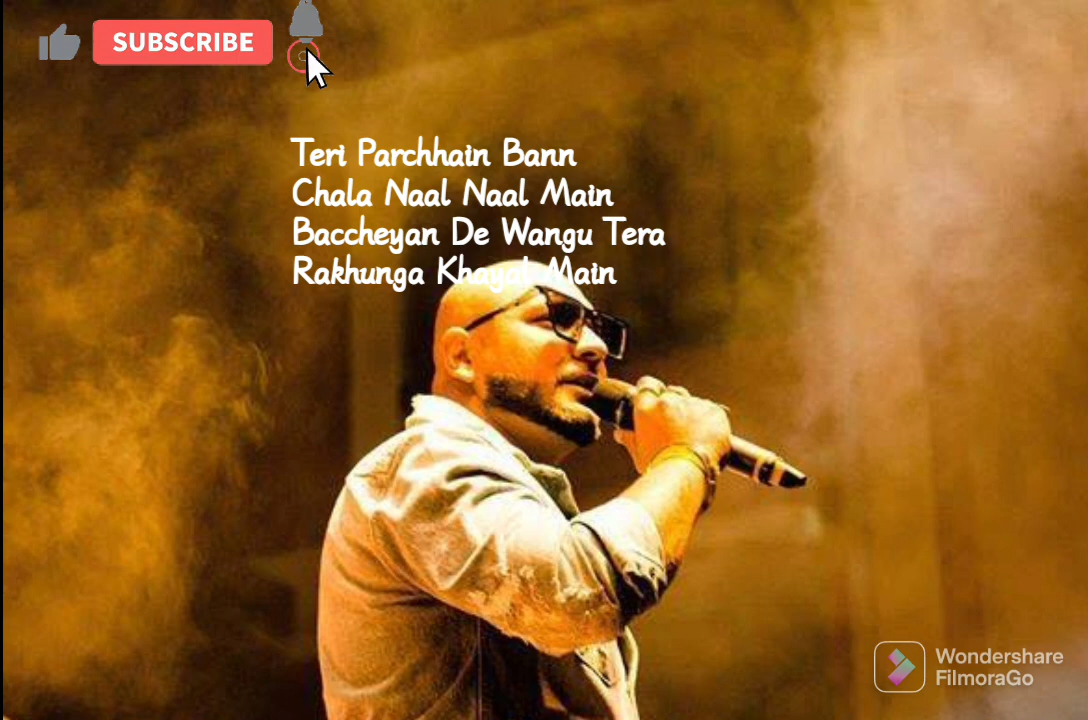 SUBSCRIBE
Teri Parchhain Bann
Chala Naal Naal Main
Baccheyan De Wangu Tera
Rakhunga Khayal Main
Wondershare
FilmoraGo